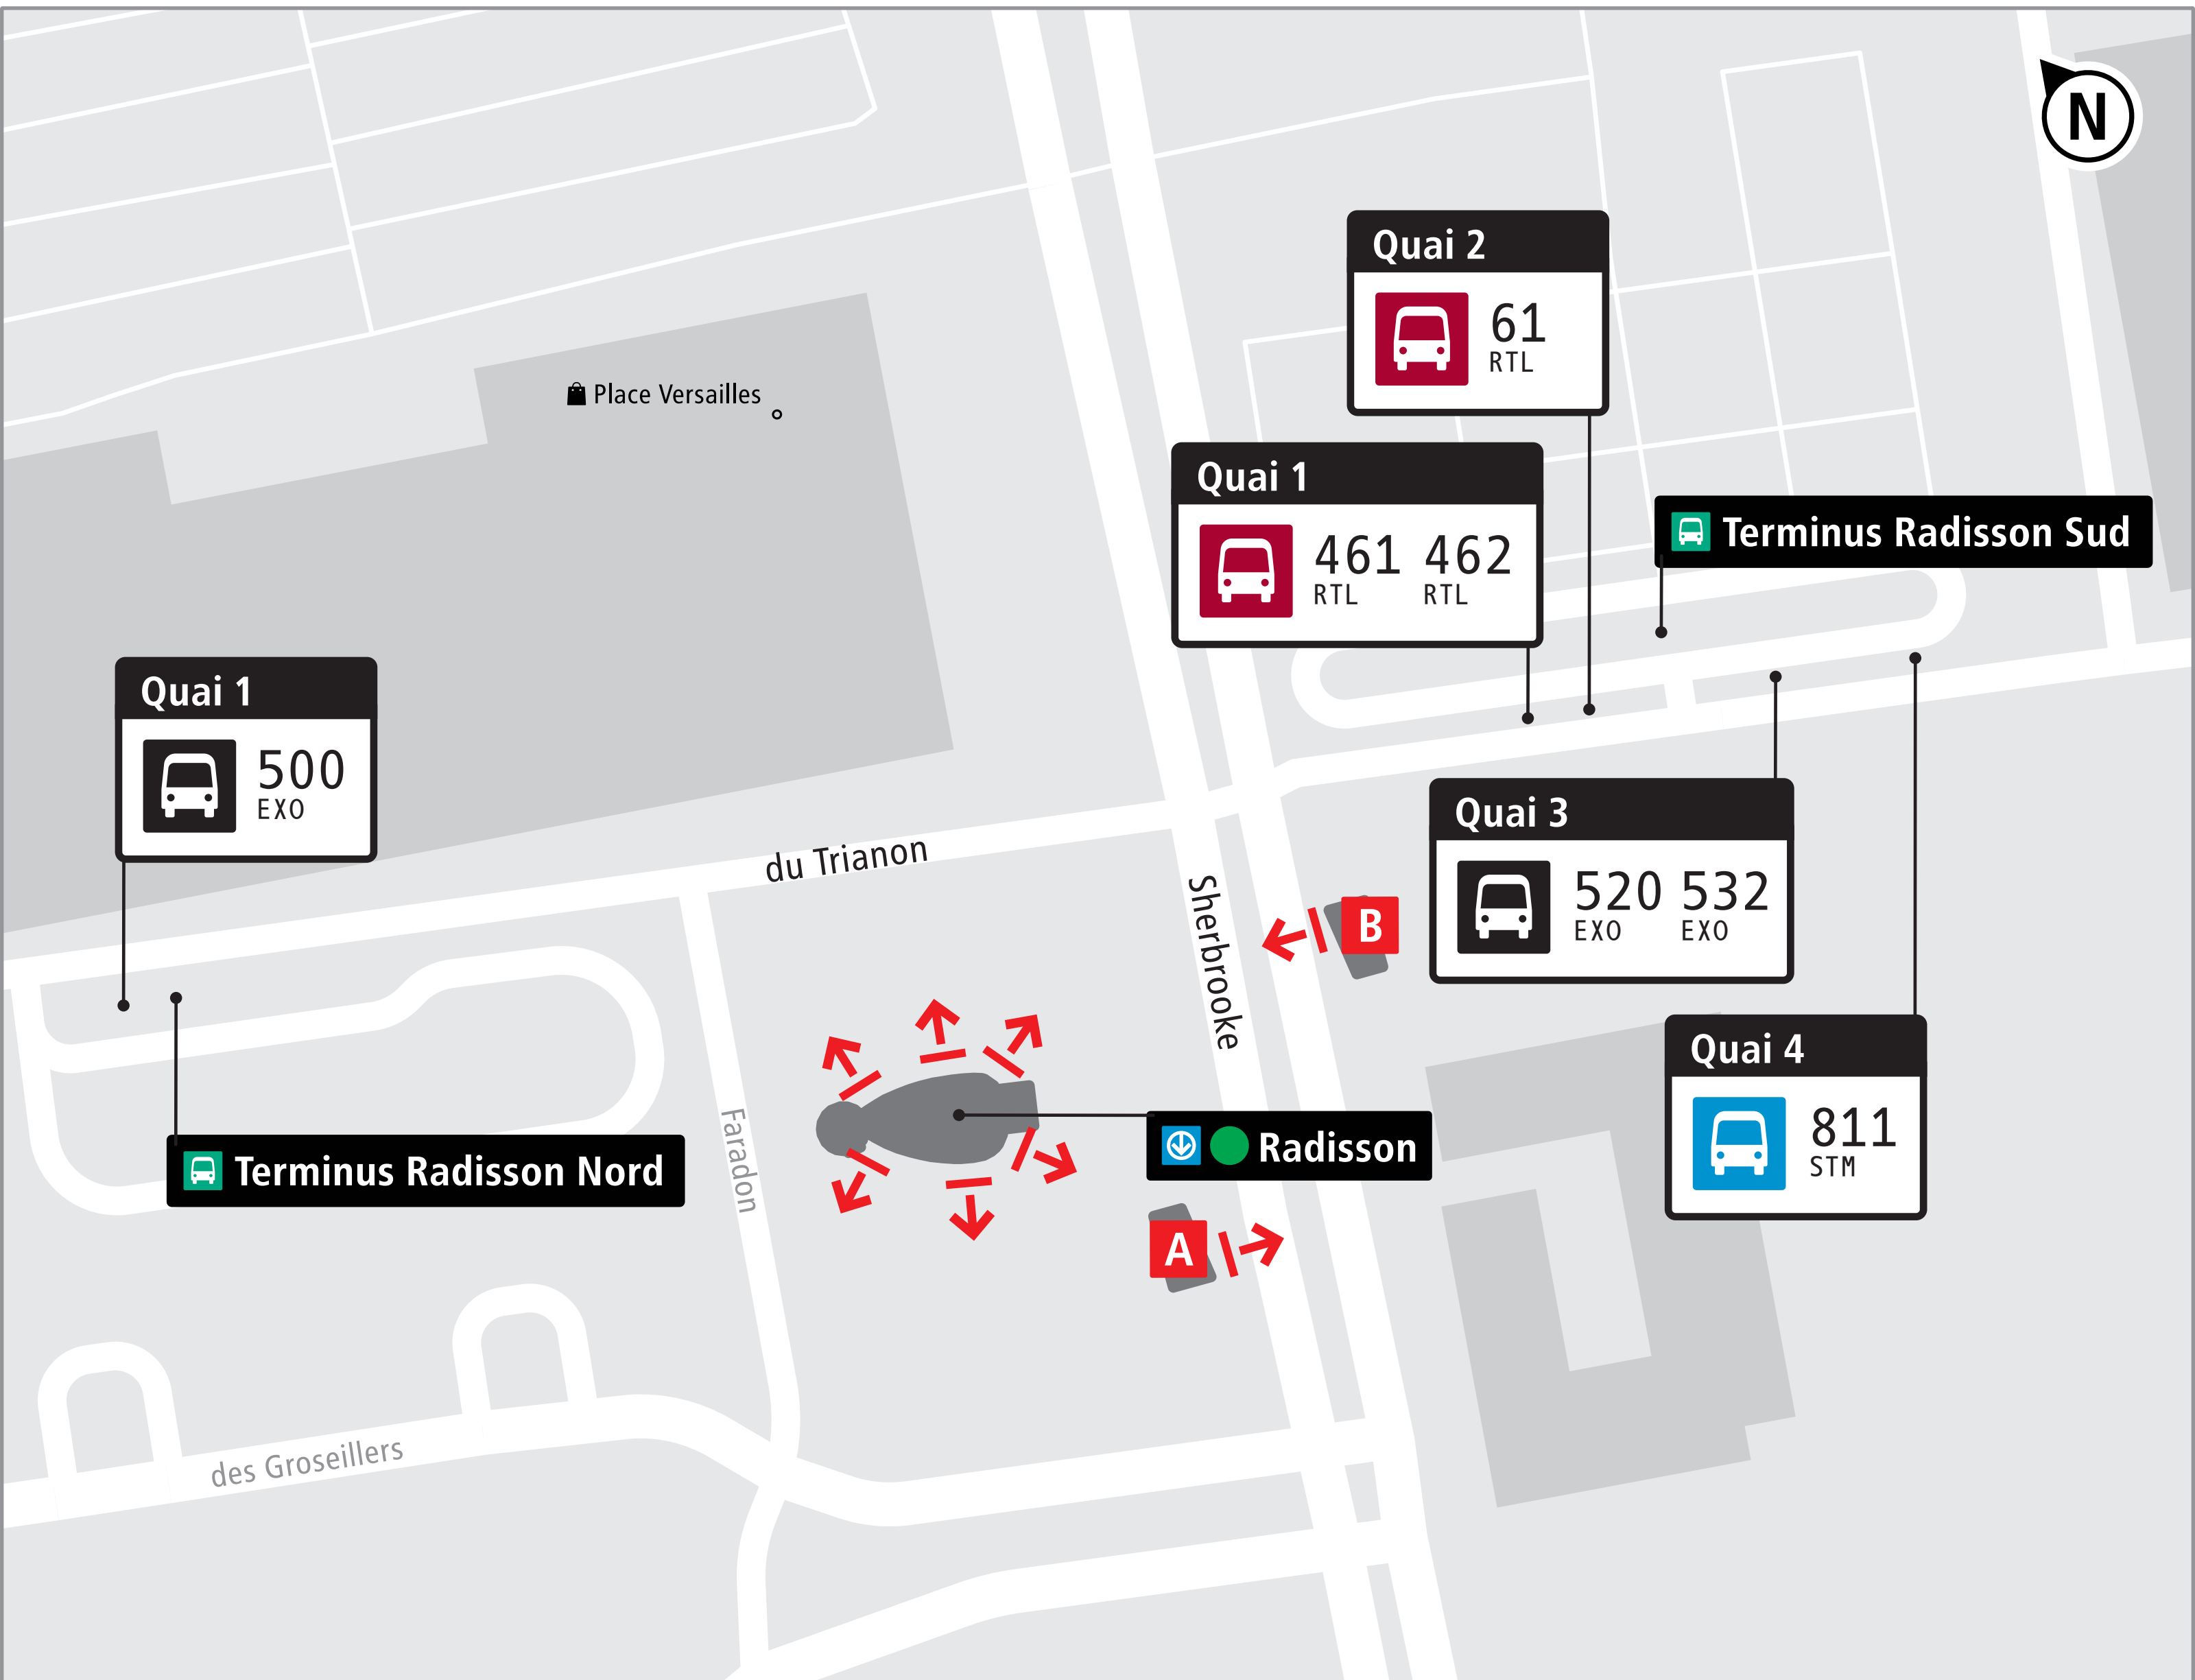 N
Quai 2
61
RTL
Place Versailles
Quai 1
461 462
RTL RTL
Terminus Radisson Sud
Quai 1
500
EXO
Quai 3
520 532
EXO EXO
du Trianon
Sherbrooke
B
Quai 4
811
STM
Faradon
Radisson
Terminus Radisson Nord
A
des Groseillers